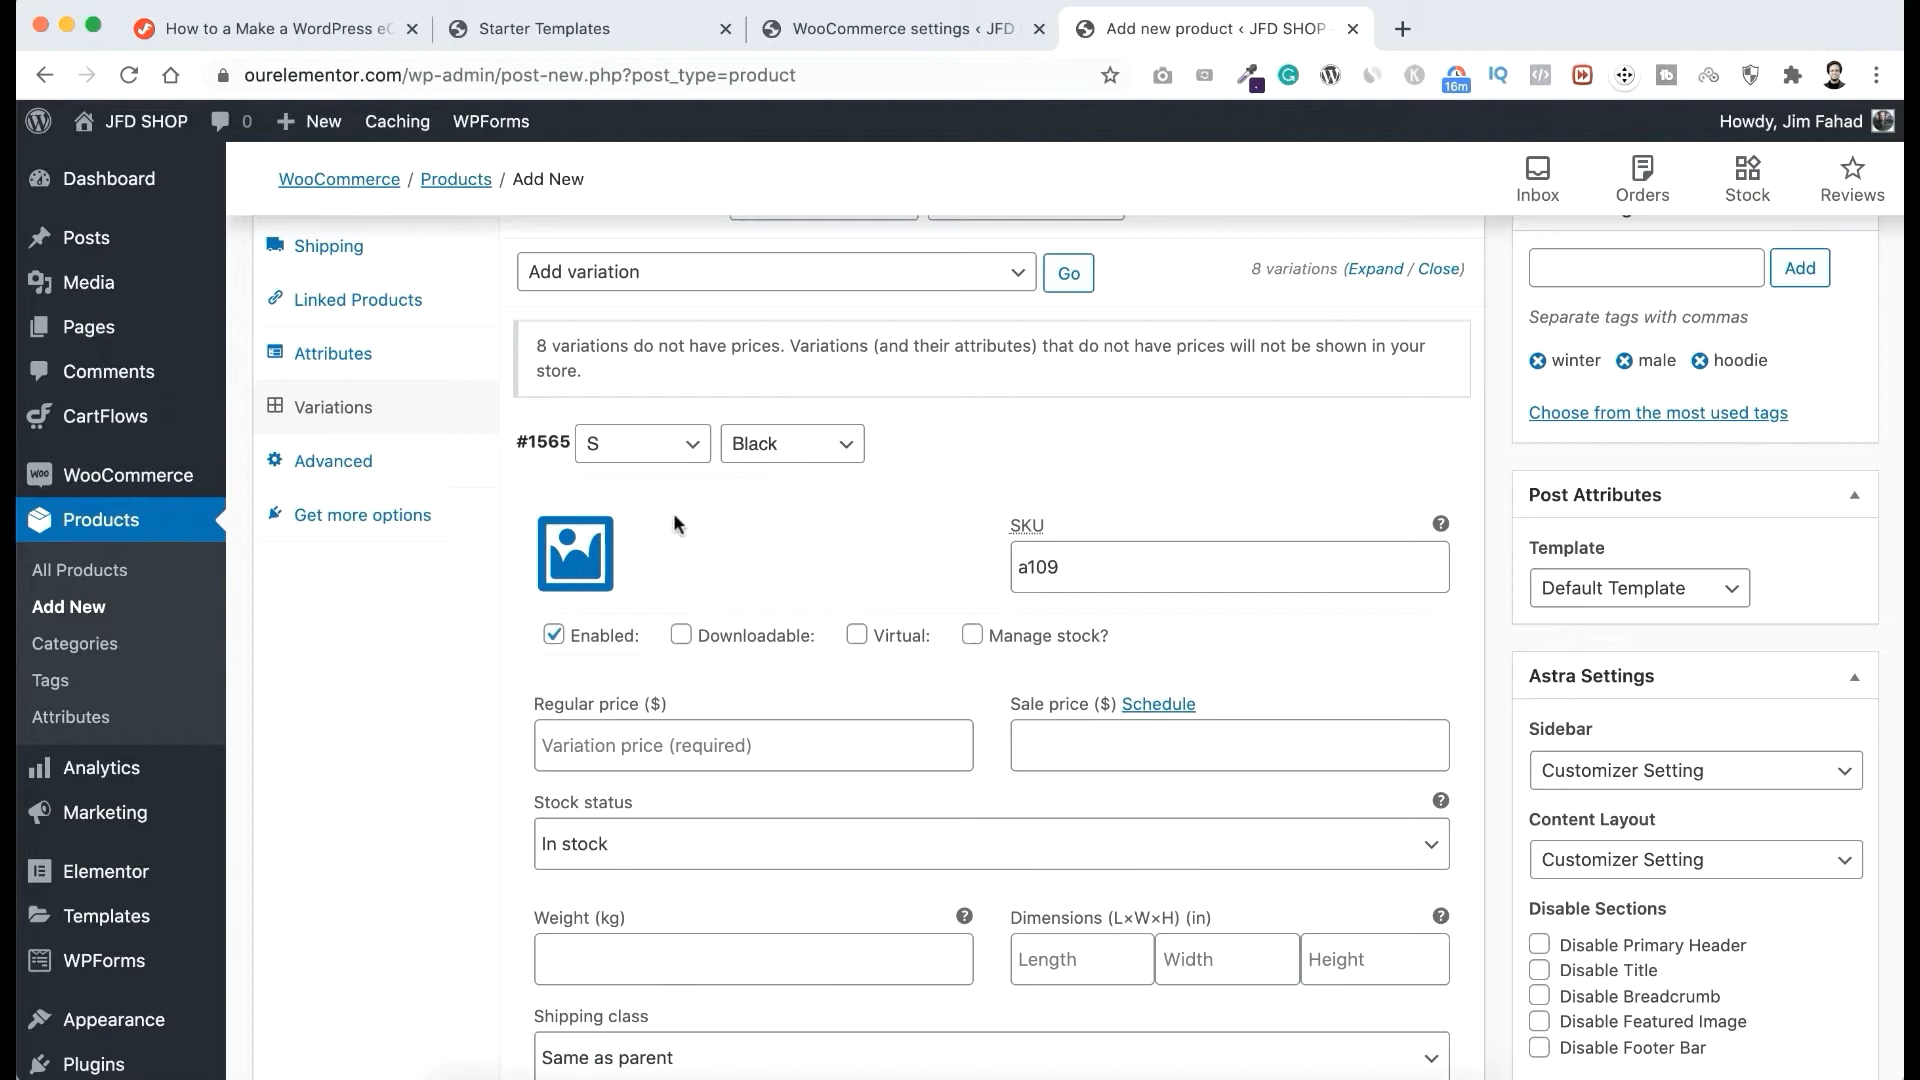 How to a Make a WordPress eC
Starter Templates
WooCommerce settings ‹ JFD
Add new product ‹ JFD SHOP
ourelementor.com/wp-admin/post-new.php?post_type=product
16m
IQ
JFD SHOP
0
New
Caching
WPForms
Howdy, Jim Fahad
Dashboard
Posts
Media
Pages
Comments
CartFlows
WooCommerce
Products
All Products
Add New
Categories
Tags
Attributes
Analytics
Marketing
Elementor
Templates
WPForms
Appearance
Plugins
WooCommerce / Products / Add New
Inbox
Orders
Stock
Reviews
Shipping
Linked Products
Attributes
Variations
Advanced
Get more options
Add variation
Go
8 variations (Expand / Close)
8 variations do not have prices. Variations (and their attributes) that do not have prices will not be shown in your
store.
#1565
S
Black
SKU
a109
Enabled:
Downloadable:
Virtual:
Manage stock?
Regular price ($)
Variation price (required)
Sale price ($) Schedule
Stock status
In stock
Weight (kg)
Dimensions (L×W×H) (in)
Length
Width
Height
Shipping class
Same as parent
Add
Separate tags with commas
winter
male
hoodie
Choose from the most used tags
Post Attributes
Template
Default Template
Astra Settings
Sidebar
Customizer Setting
Content Layout
Customizer Setting
Disable Sections
Disable Primary Header
Disable Title
Disable Breadcrumb
Disable Featured Image
Disable Footer Bar